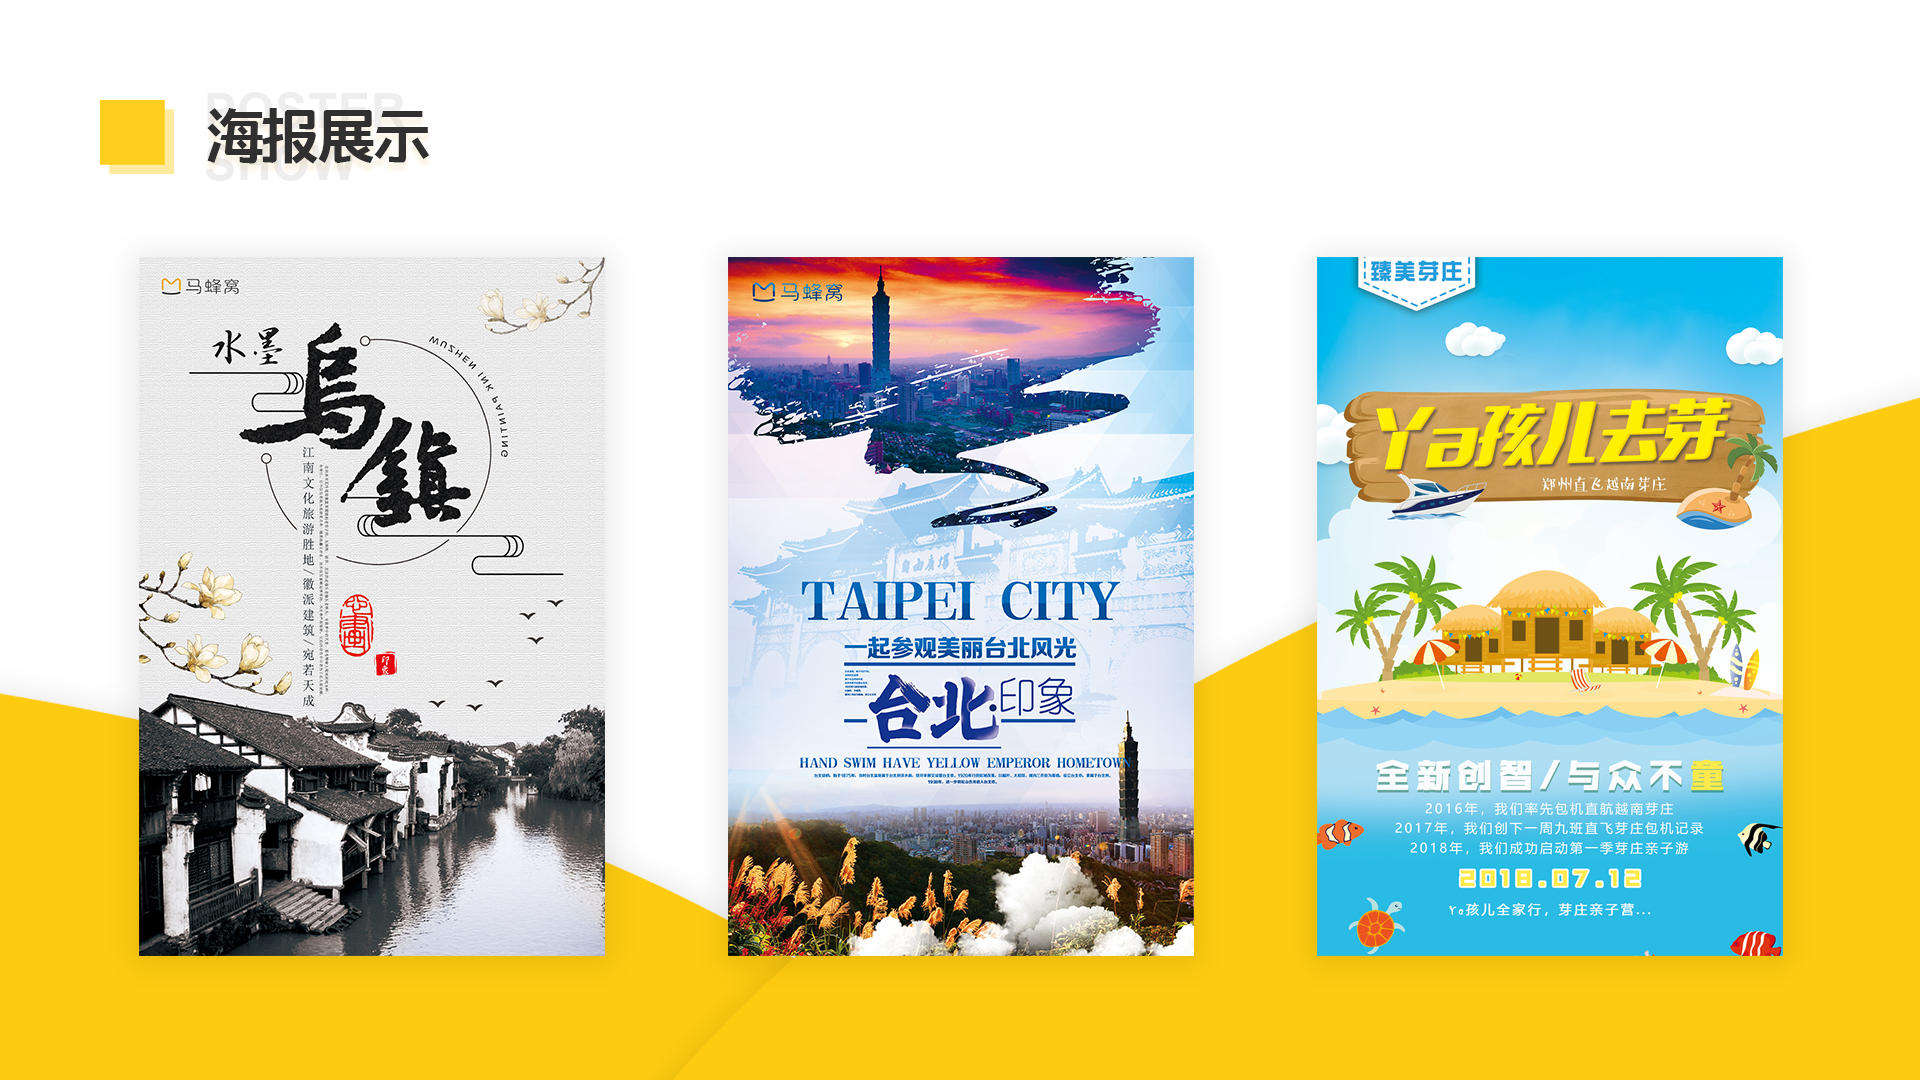 POSTER
海报展示
SHOW
马蜂窝
水墨
乌镇
WUZHEN INK PAINTING
江南文化旅游胜地/徽派建筑/宛若天成
印象
马蜂窝
TAIPEI CITY
一起参观美丽台北风光
台北·印象
HAND SWIM HAVE YELLOW EMPEROR HOMETOWN
臻美芽庄
Ya孩儿去芽
郑州直飞越南芽庄
全新创智/与众不童
2016年，我们率先包机直航越南芽庄
2017年，我们创下一周九班直飞芽庄包机记录
2018年，我们成功启动第一季芽庄亲子游
2018.07.12
Ya孩儿全家行，芽庄亲子营...